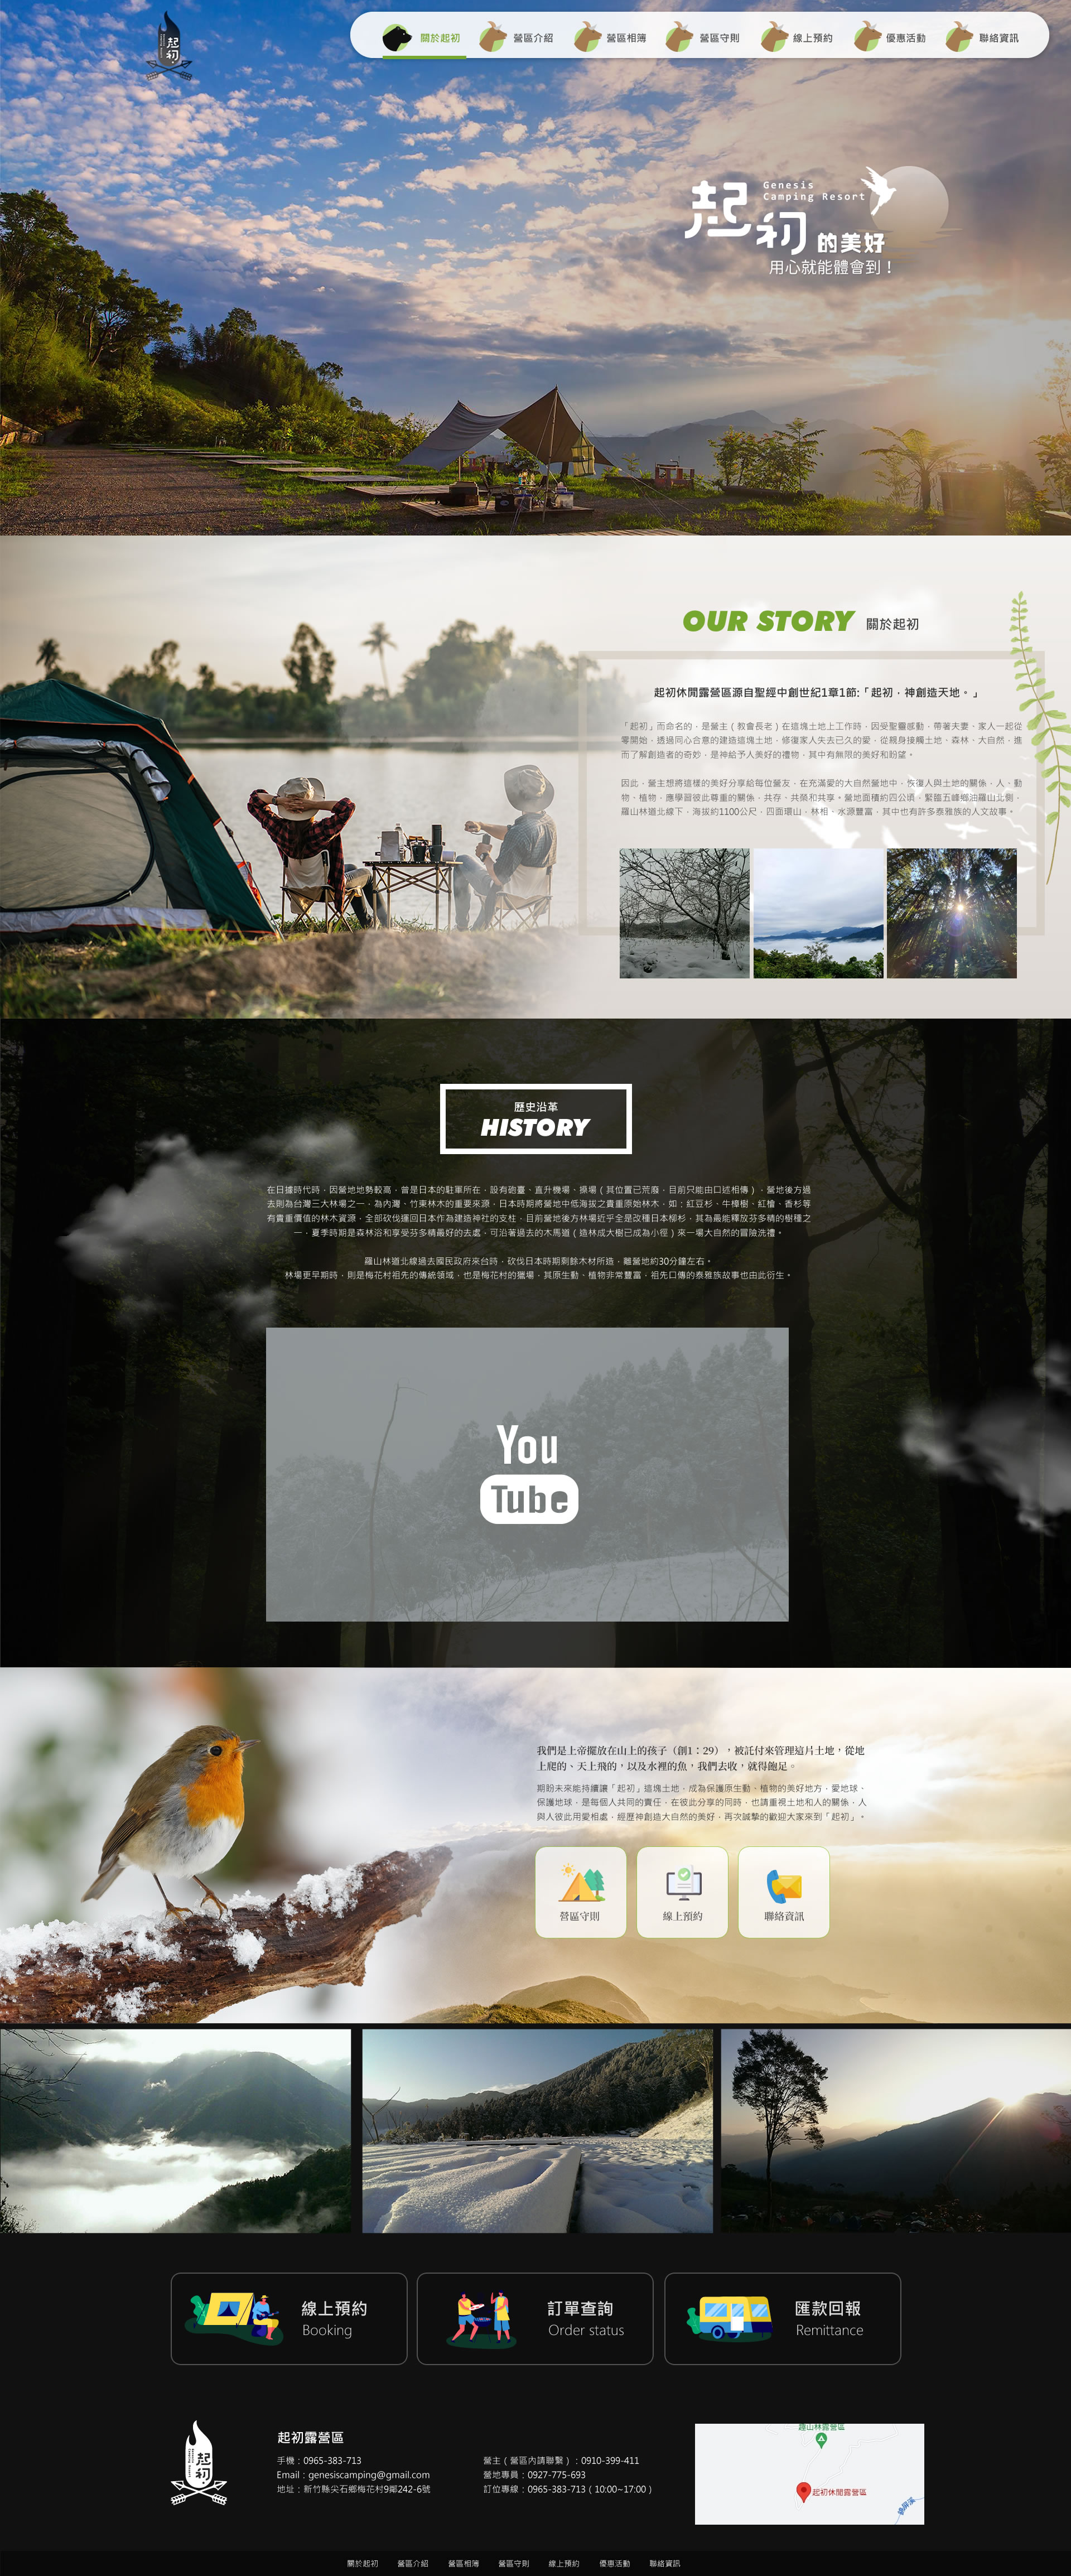 起初
關於起初
營區介紹
營區相簿
營區守則
線上預約
優惠活動
聯絡資訊
Genesis
Camping Resort
起初的美好
用心就能體會到！
OUR STORY 關於起初
起初休閒露營區源自聖經中創世紀1章1節:「起初，神創造天地。」
「起初」而命名的，是營主（教會長老）在這塊土地上工作時，因受聖靈感動，帶著夫妻、家人一起從
零開始，透過同心合意的建造這塊土地，修復家人失去已久的愛，從親身接觸土地、森林，大自然，進
而了解創造者的奇妙，是神給予人美好的禮物，其中有無限的美好和盼望。
因此，營主想將這樣的美好分享給每位營友，在充滿愛的大自然營地中，恢復人與土地的關係，人、動
物、植物，應學習彼此尊重的關係，共存、共榮和共享。營地面積約四公頃，緊臨五峰鄉油羅山北側，
羅山林道北線下，海拔約1100公尺，四面環山，林相、水源豐富，其中也有許多泰雅族的人文故事。
歷史沿革
HISTORY
在日據時代時，因營地地勢較高，曾是日本的駐軍所在，設有砲臺、直升機場、操場（其位置已荒廢，目前只能由口述相傳），營地後方過
去則為台灣三大林場之一，為內灣、竹東林木的重要來源，日本時期將營地中低海拔之貴重原始林木，如：紅豆杉、牛樟樹、紅檜、香杉等
有貴重價值的林木資源，全部砍伐運回日本作為建造神社的支柱，目前營地後方林場近乎全是改種日本柳杉，其為最能釋放芬多精的樹種之
一，夏季時期是森林浴和享受芬多精最好的去處，可沿著過去的木馬道（造林成大樹已成為小徑）來一場大自然的冒險洗禮。
羅山林道北線過去國民政府來台時，砍伐日本時期剩餘木材所造，離營地約30分鐘左右。
林場更早期時，則是梅花村祖先的傳統領域，也是梅花村的獵場，其原生動、植物非常豐富，祖先口傳的泰雅族故事也由此衍生。
You
Tube
我們是上帝擺放在山上的孩子（創1：29），被託付來管理這片土地，從地
上爬的、天上飛的，以及水裡的魚，我們去收，就得飽足。
期盼未來能持續讓「起初」這塊土地，成為保護原生動、植物的美好地方，愛地球、
保護地球，是每個人共同的責任，在彼此分享的同時，也請重視土地和人的關係，人
與人彼此用愛相處，經歷神創造大自然的美好，再次誠摯的歡迎大家來到「起初」。
營區守則
線上預約
聯絡資訊
線上預約
Booking
訂單查詢
Order status
匯款回報
Remittance
起初
起初露營區
手機：0965-383-713
Email：genesiscamping@gmail.com
地址：新竹縣尖石鄉梅花村9鄰242-6號
營主（營區內請聯繫）：0910-399-411
營地專員：0927-775-693
訂位專線：0965-383-713（10:00~17:00）
趣山林露營區
起初休閒露營區
關於起初
營區介紹
營區相簿
營區守則
線上預約
優惠活動
聯絡資訊